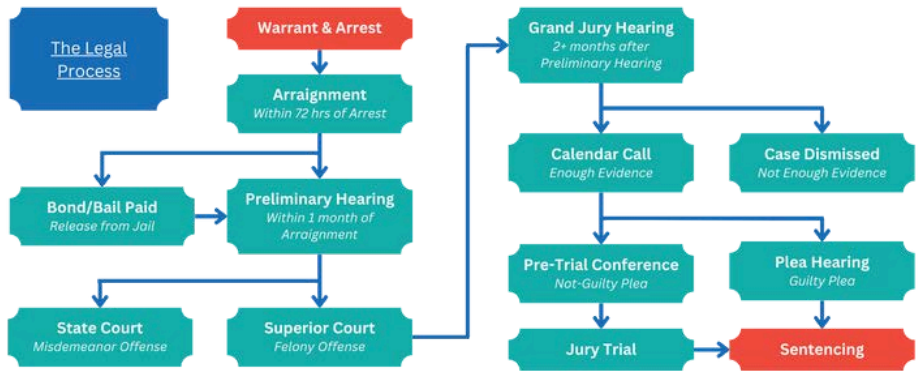 The Legal
Process
Warrant & Arrest
Arraignment
Within 72 hrs of Arrest
Bond/Bail Paid
Release from Jail
Preliminary Hearing
Within 1 month of
Arraignment
State Court
Misdemeanor Offense
Superior Court
Felony Offense
Grand Jury Hearing
2+ months after
Preliminary Hearing
Calendar Call
Enough Evidence
Case Dismissed
Not Enough Evidence
Pre-Trial Conference
Not-Guilty Plea
Plea Hearing
Guilty Plea
Jury Trial
Sentencing